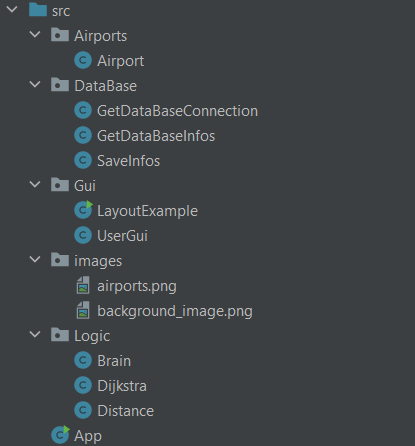 src
Airports
Airport
DataBase
GetDataBaseConnection
GetDataBaseInfos
SaveInfos
Gui
LayoutExample
UserGui
images
airports.png
background_image.png
Logic
Brain
Dijkstra
Distance
App